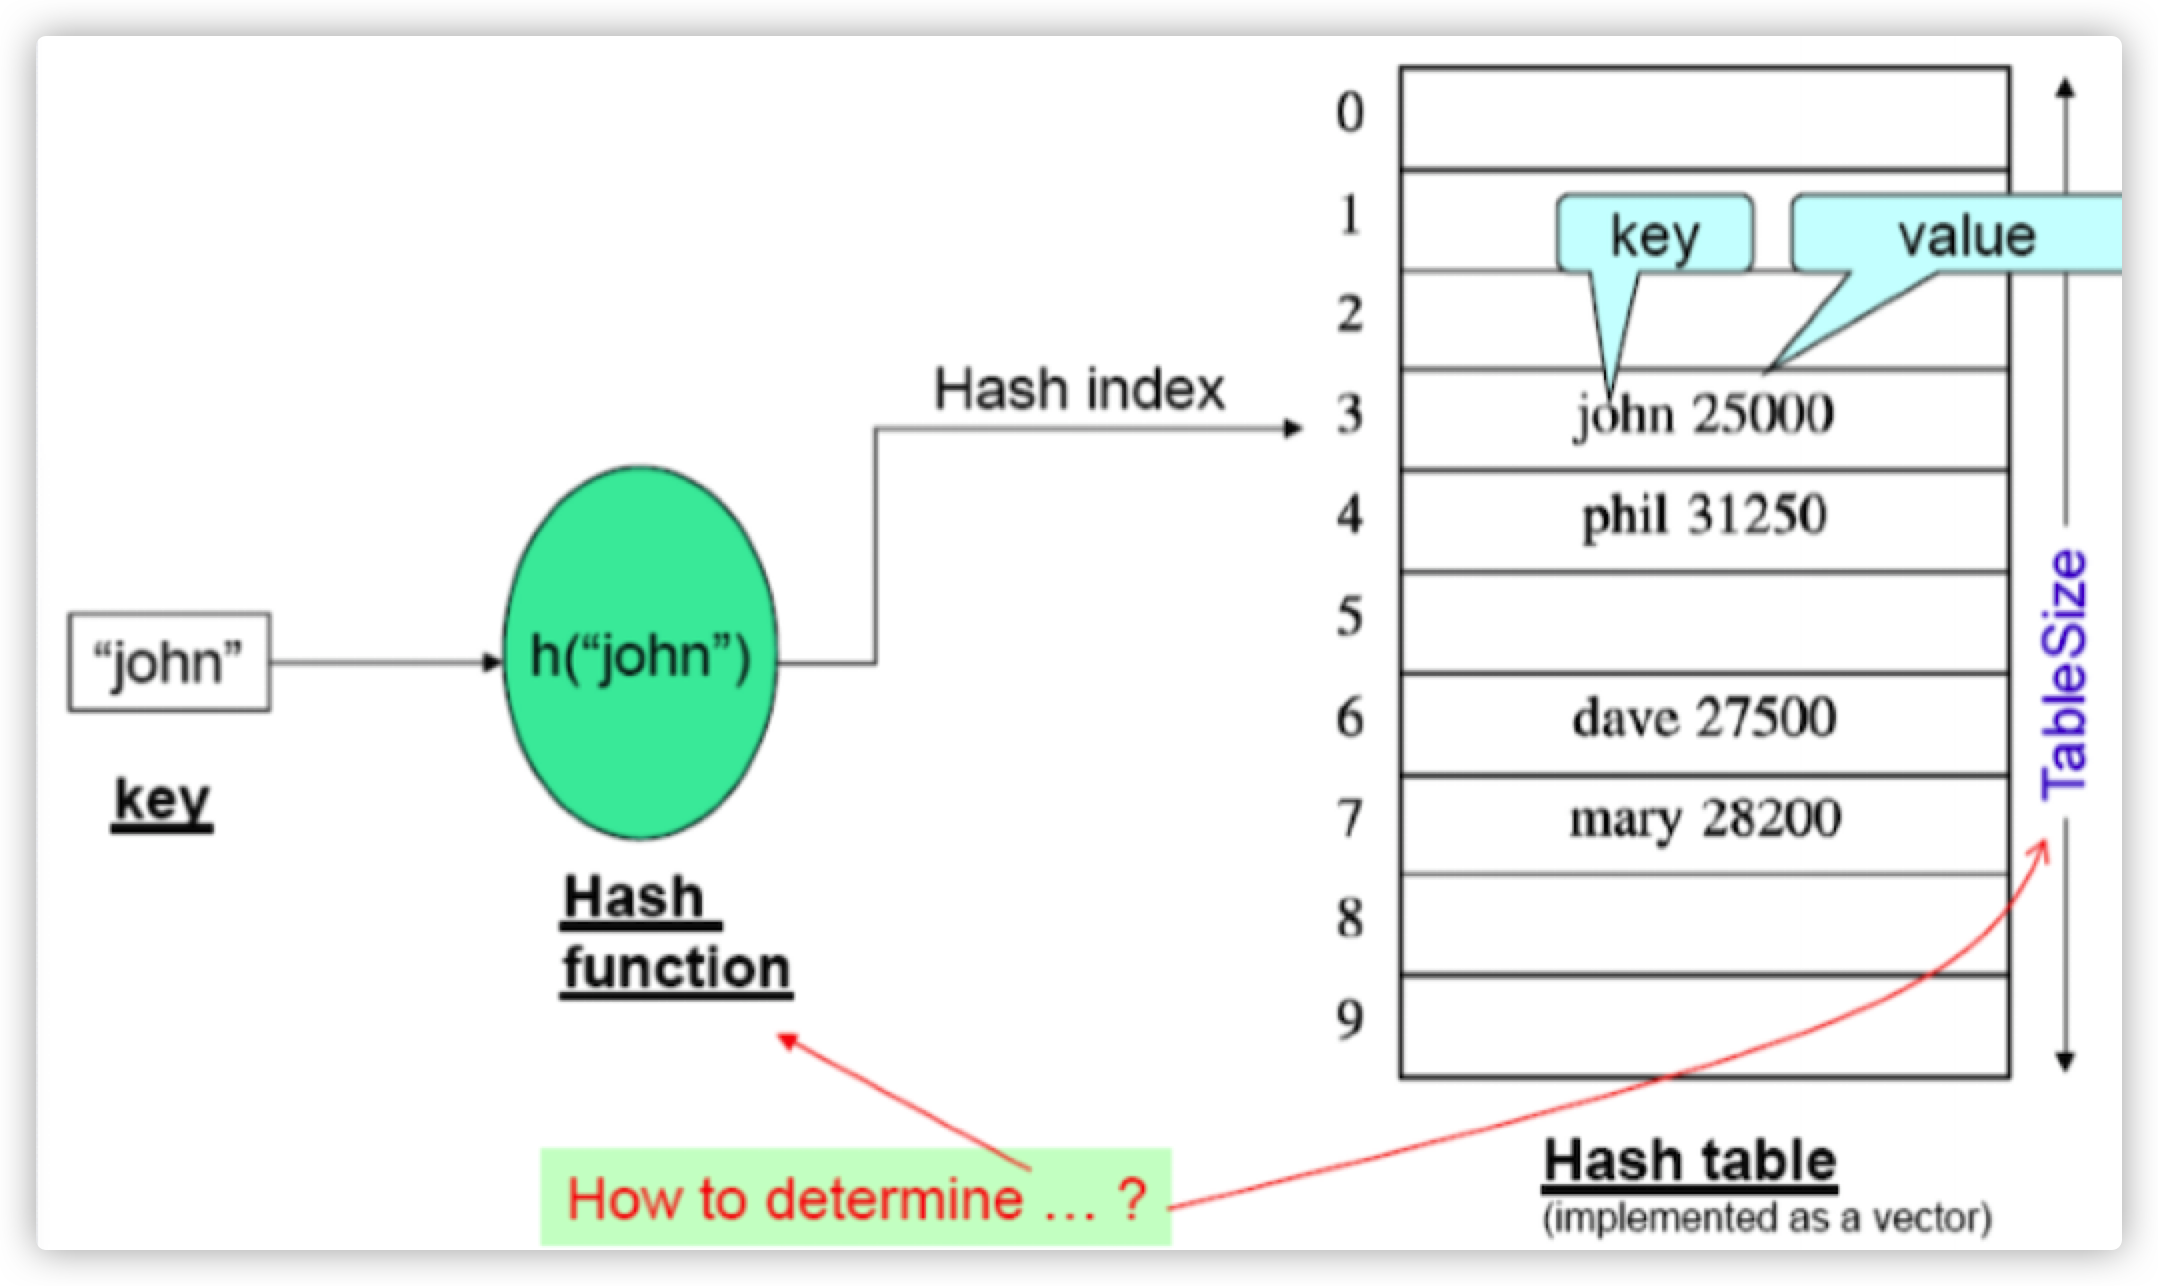 “john”
key
h(“john”)
Hash
function
Hash index
0
1
key
value
2
3
john 25000
4
phil 31250
5
6
dave 27500
7
mary 28200
8
9
TableSize
How to determine … ?
Hash table
(implemented as a vector)